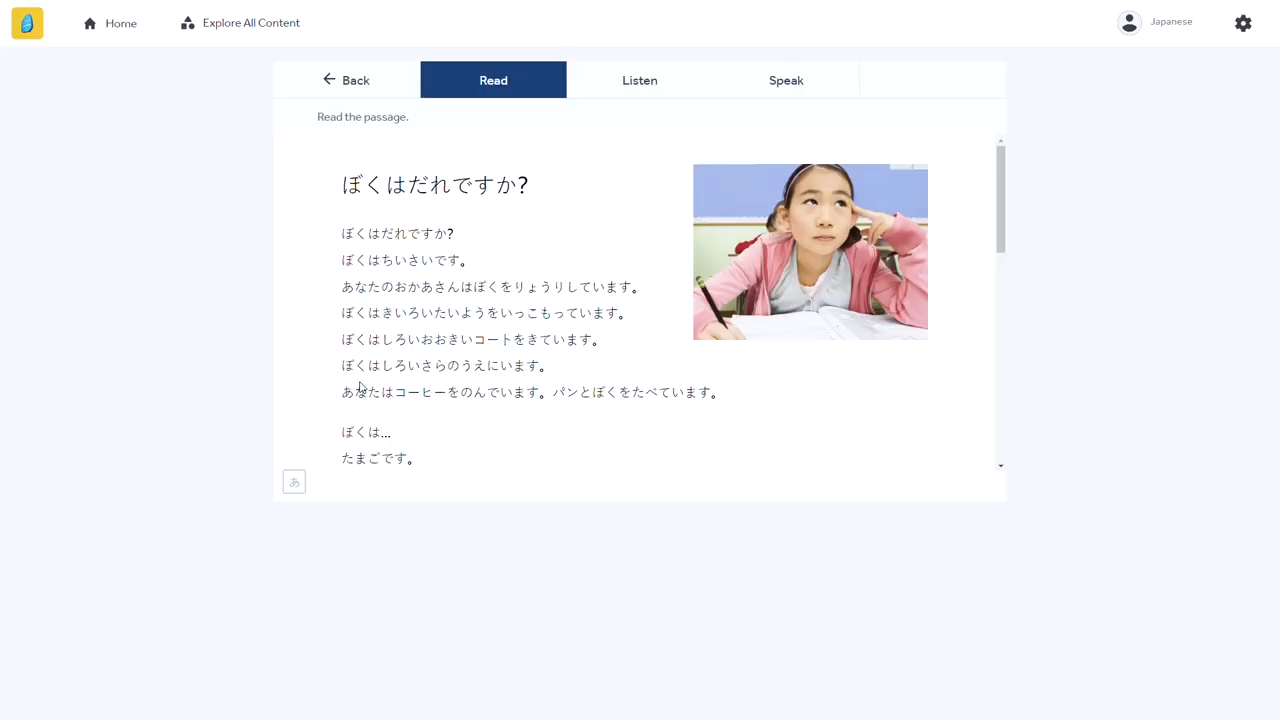 Home
Explore All Content
Japanese
Back
Read
Listen
Speak
Read the passage.
ぼくはだれですか?
ぼくはだれですか?
ぼくはちいさいです。
あなたのおかあさんはぼくをりょうりしています。
ぼくはきいろいたいようをいっこもっています。
ぼくはしろいおおきいコートをきています。
ぼくはしろいさらのうえにいます。
あなたはコーヒーをのんでいます。パンとぼくをたべています。
ぼくは...
たまごです。
あ